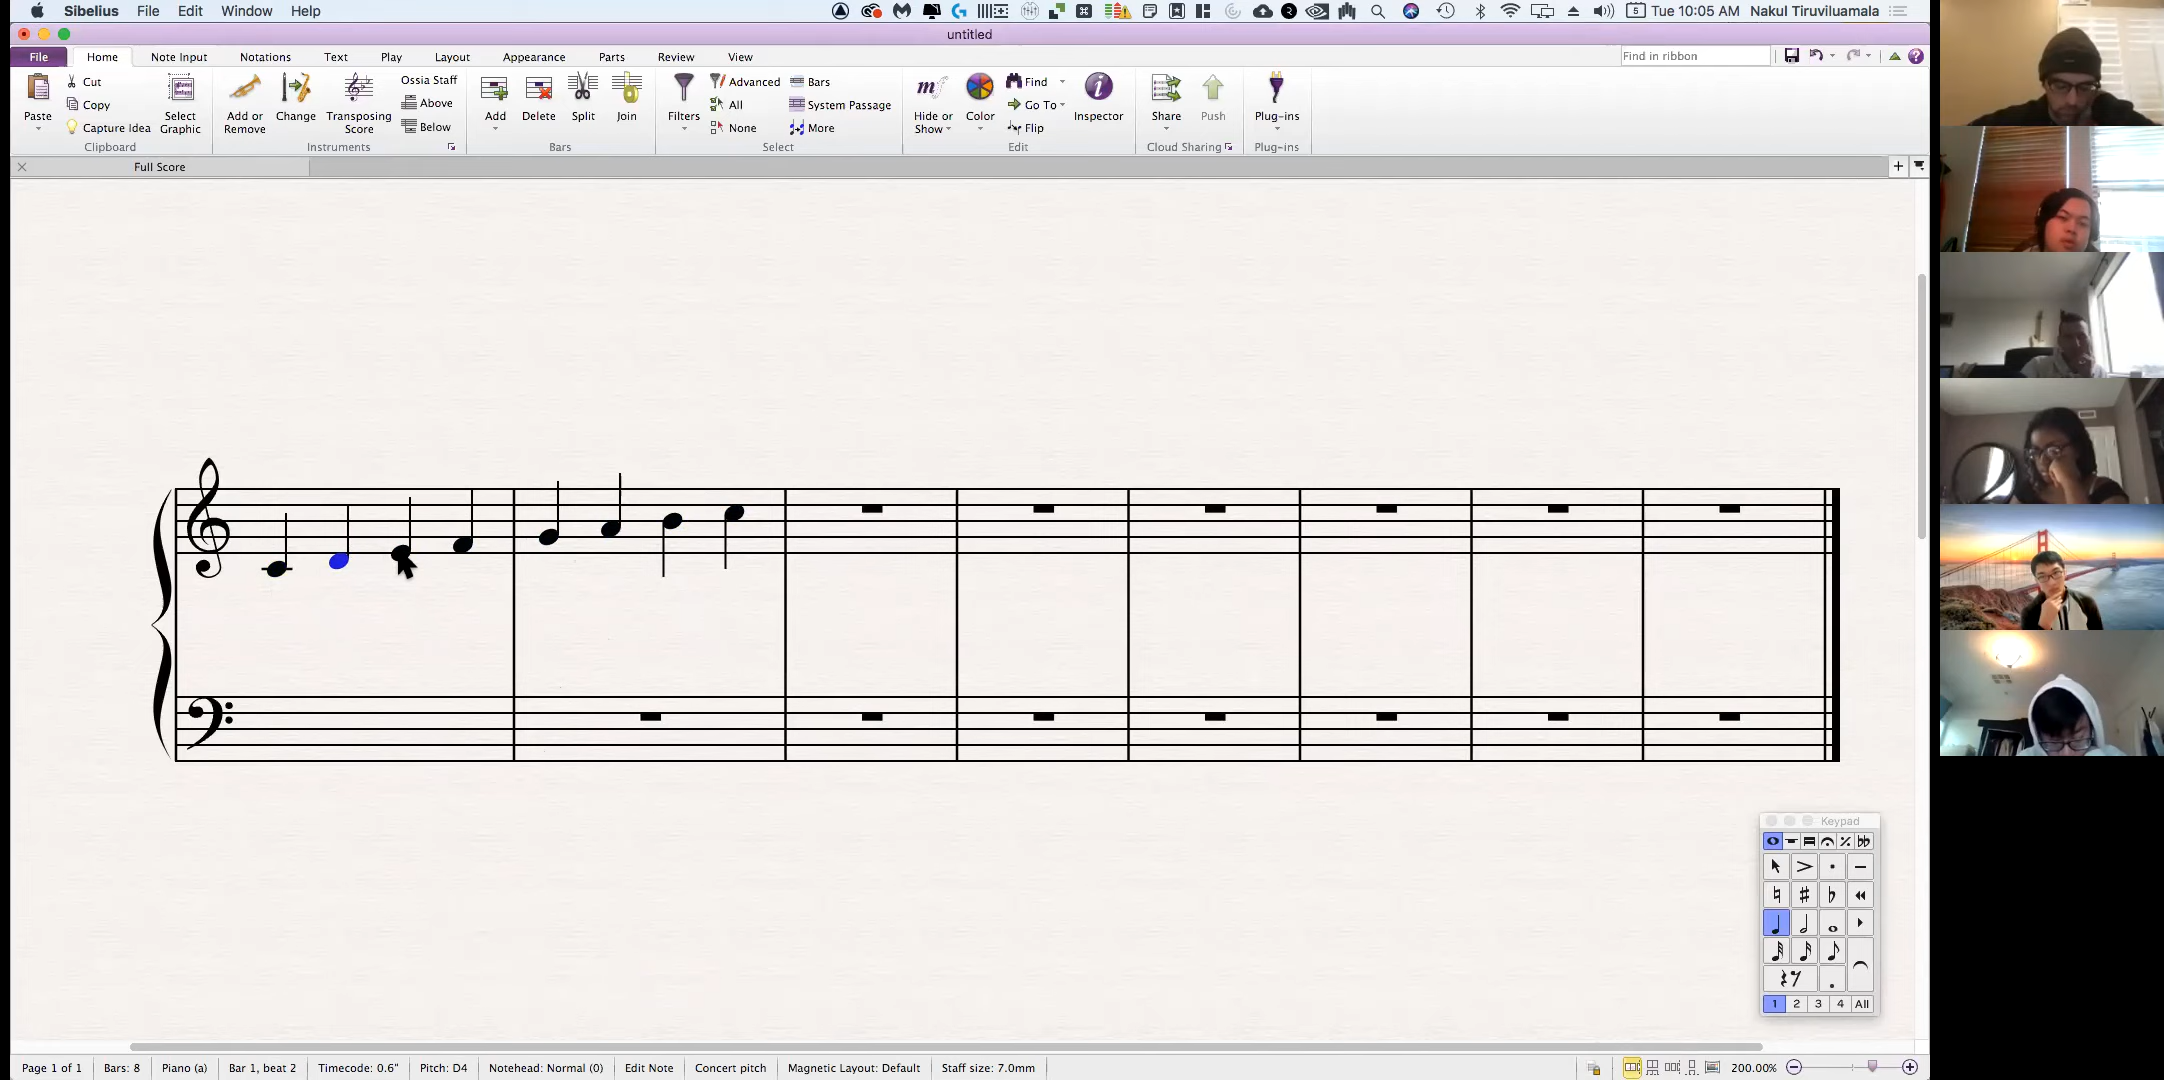 Sibelius File Edit Window Help 5 Tue 10:05 AM Nakul Tiruviluamala
untitled
File Home Note Input Notations Text Play Layout Appearance Parts Review View Find in ribbon
Paste Cut Copy Capture Idea Select Graphic
Clipboard
Add or Remove Change Transposing Score Ossia Staff Above Below
Instruments
Add Delete Split Join
Bars
Filters Advanced All None Bars System Passage More
Select
Hide or Show Color Find Go To Flip Inspector
Edit
Share Push
Cloud Sharing
Plug-ins
Plug-ins
Full Score
Keypad
1 2 3 4 All
Page 1 of 1 Bars: 8 Piano (a) Bar 1, beat 2 Timecode: 0.6" Pitch: D4 Notehead: Normal (0) Edit Note Concert pitch Magnetic Layout: Default Staff size: 7.0mm 200.00%